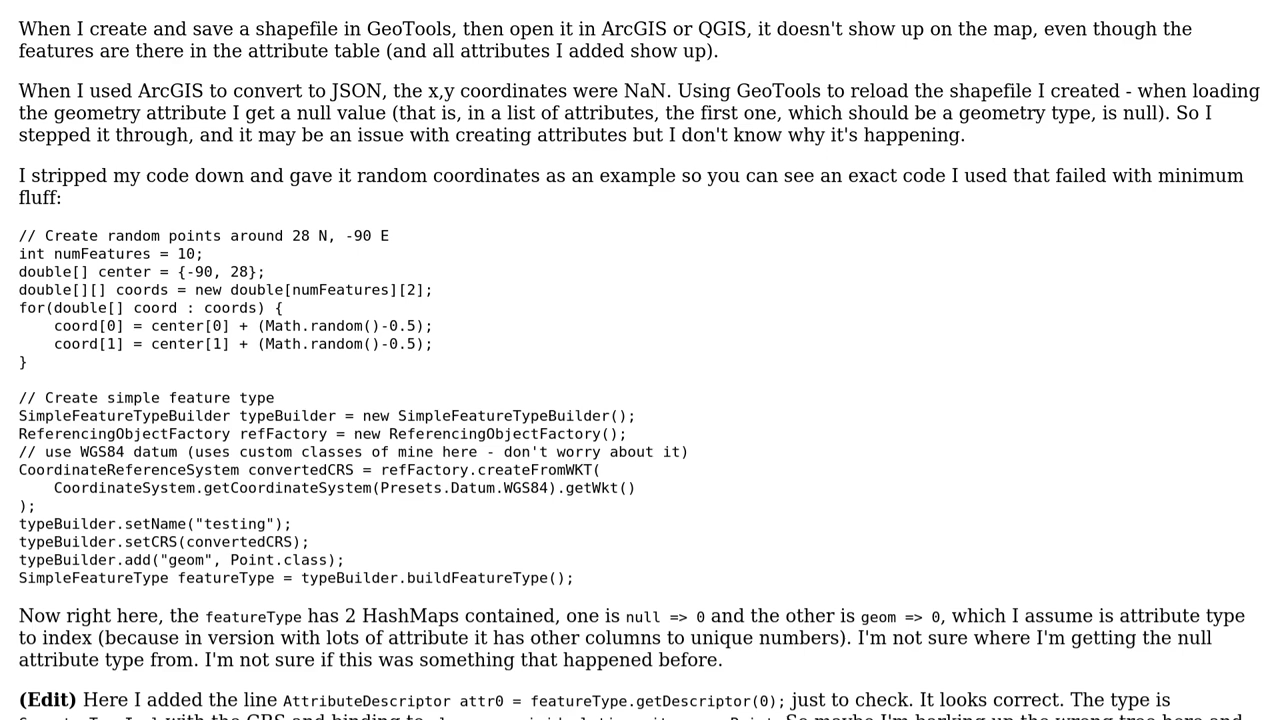 When I create and save a shapefile in GeoTools, then open it in ArcGIS or QGIS, it doesn't show up on the map, even though the
features are there in the attribute table (and all attributes I added show up).
When I used ArcGIS to convert to JSON, the x,y coordinates were NaN. Using GeoTools to reload the shapefile I created - when loading
the geometry attribute I get a null value (that is, in a list of attributes, the first one, which should be a geometry type, is null). So I
stepped it through, and it may be an issue with creating attributes but I don't know why it's happening.
I stripped my code down and gave it random coordinates as an example so you can see an exact code I used that failed with minimum
fluff:
// Create random points around 28 N, -90 E
int numFeatures = 10;
double[] center = {-90, 28};
double[][] coords = new double[numFeatures][2];
for(double[] coord : coords) {
    coord[0] = center[0] + (Math.random()-0.5);
    coord[1] = center[1] + (Math.random()-0.5);
}
// Create simple feature type
SimpleFeatureTypeBuilder typeBuilder = new SimpleFeatureTypeBuilder();
ReferencingObjectFactory refFactory = new ReferencingObjectFactory();
// use WGS84 datum (uses custom classes of mine here - don't worry about it)
CoordinateReferenceSystem convertedCRS = refFactory.createFromWKT(
    CoordinateSystem.getCoordinateSystem(Presets.Datum.WGS84).getWkt()
);
typeBuilder.setName("testing");
typeBuilder.setCRS(convertedCRS);
typeBuilder.add("geom", Point.class);
SimpleFeatureType featureType = typeBuilder.buildFeatureType();
Now right here, the featureType has 2 HashMaps contained, one is null => 0 and the other is geom => 0, which I assume is attribute type
to index (because in version with lots of attribute it has other columns to unique numbers). I'm not sure where I'm getting the null
attribute type from. I'm not sure if this was something that happened before.
(Edit) Here I added the line AttributeDescriptor attr0 = featureType.getDescriptor(0); just to check. It looks correct. The type is
with the CRS and binding to So maybe I'm barking up the wrong tree here and